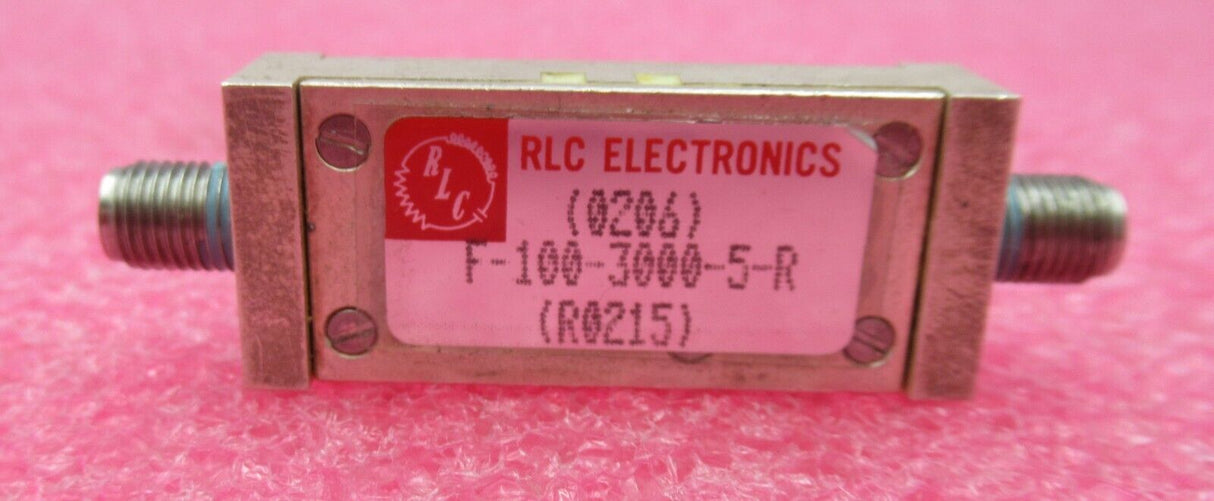 RLC
RLC ELECTRONICS
(0206)
F-100-3000-5-R
(R0215)